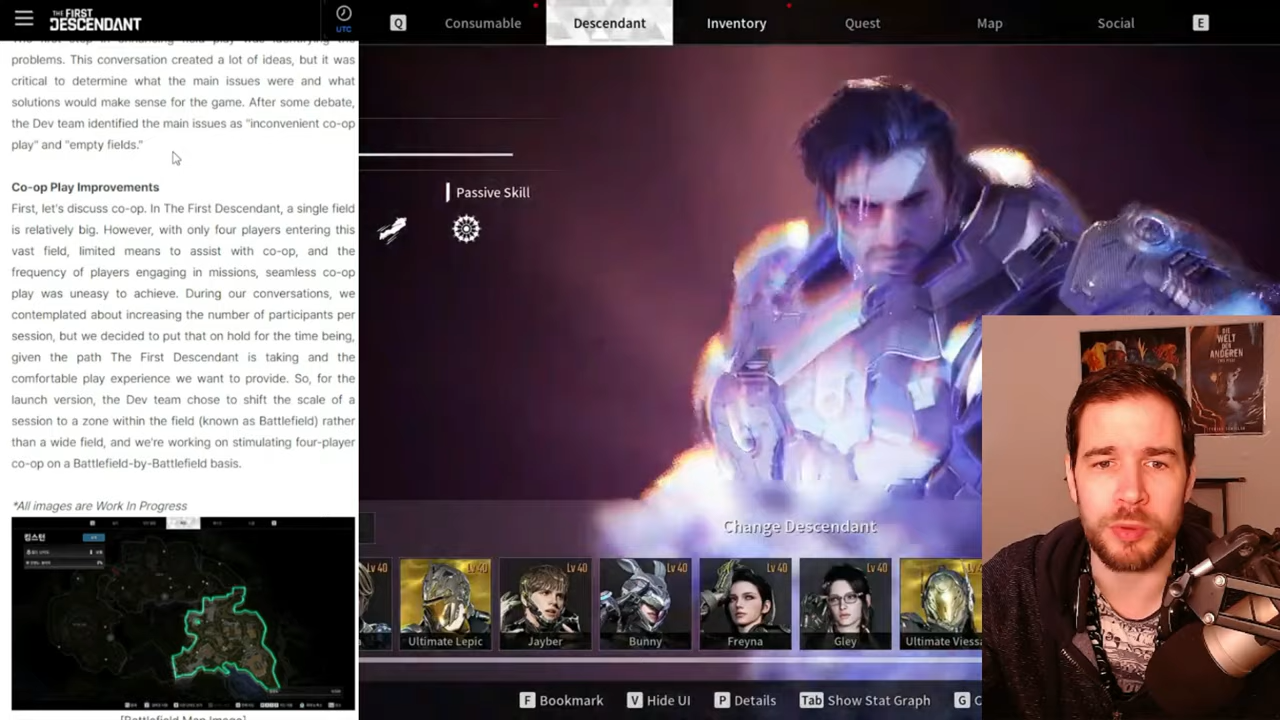 THE FIRST
DESCENDANT
UTC
problems. This conversation created a lot of ideas, but it was
critical to determine what the main issues were and what
solutions would make sense for the game. After some debate,
the Dev team identified the main issues as "inconvenient co-op
play" and "empty fields."
Co-op Play Improvements
First, let's discuss co-op. In The First Descendant, a single field
is relatively big. However, with only four players entering this
vast field, limited means to assist with co-op, and the
frequency of players engaging in missions, seamless co-op
play was uneasy to achieve. During our conversations, we
contemplated about increasing the number of participants per
session, but we decided to put that on hold for the time being,
given the path The First Descendant is taking and the
comfortable play experience we want to provide. So, for the
launch version, the Dev team chose to shift the scale of a
session to a zone within the field (known as Battlefield) rather
than a wide field, and we're working on stimulating four-player
co-op on a Battlefield-by-Battlefield basis.
*All images are Work In Progress
킹스턴
[Battlefield Map Image]
Q Consumable Descendant Inventory Quest Map Social E
Passive Skill
Change Descendant
Lv 40 Lv 40 Lv 40 Lv 40 Lv 40 Lv 40 Lv 40
Ultimate Lepic Jayber Bunny Freyna Gley Ultimate Viess
F Bookmark V Hide UI P Details Tab Show Stat Graph G
DIE
WELT
DER
ANDEREN